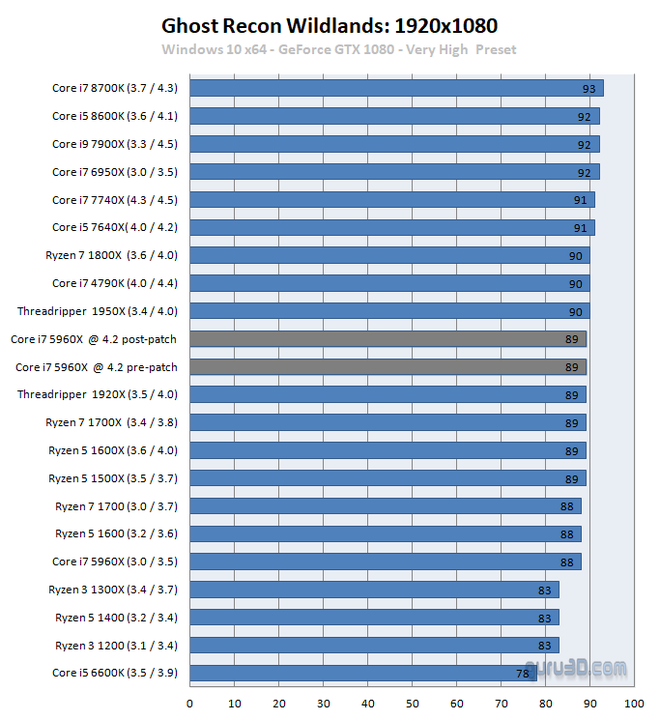 Ghost Recon Wildlands: 1920x1080
Windows 10 x64 - GeForce GTX 1080 - Very High Preset
Core i7 8700K (3.7 / 4.3) 93
Core i5 8600K (3.6 / 4.1) 92
Core i9 7900X (3.3 / 4.5) 92
Core i7 6950X (3.0 / 3.5) 92
Core i7 7740X (4.3 / 4.5) 91
Core i5 7640X( 4.0 / 4.2) 91
Ryzen 7 1800X (3.6 / 4.0) 90
Core i7 4790K (4.0 / 4.4) 90
Threadripper 1950X (3.4 / 4.0) 90
Core i7 5960X @ 4.2 post-patch 89
Core i7 5960X @ 4.2 pre-patch 89
Threadripper 1920X (3.5 / 4.0) 89
Ryzen 7 1700X (3.4 / 3.8) 89
Ryzen 5 1600X (3.6 / 4.0) 89
Ryzen 5 1500X (3.5 / 3.7) 89
Ryzen 7 1700 (3.0 / 3.7) 88
Ryzen 5 1600 (3.2 / 3.6) 88
Core i7 5960X (3.0 / 3.5) 88
Ryzen 3 1300X (3.4 / 3.7) 83
Ryzen 5 1400 (3.2 / 3.4) 83
Ryzen 3 1200 (3.1 / 3.4) 83
Core i5 6600K (3.5 / 3.9) 78
guru3D.com
0 10 20 30 40 50 60 70 80 90 100